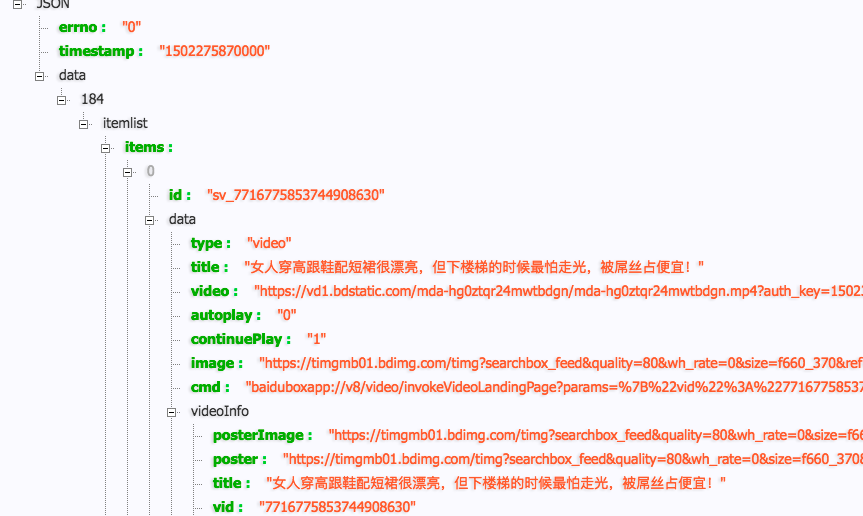 JSON
errno : "0"
timestamp : "1502275870000"
data
184
itemlist
items :
0
id : "sv_7716775853744908630"
data
type : "video"
title : "女人穿高跟鞋配短裙很漂亮，但下楼梯的时候最怕走光，被屌丝占便宜！"
video : "https://vd1.bdstatic.com/mda-hg0ztqr24mwtbdgn/mda-hg0ztqr24mwtbdgn.mp4?auth_key=1502
autoplay : "0"
continuePlay : "1"
image : "https://timgmb01.bdimg.com/timg?searchbox_feed&quality=80&wh_rate=0&size=f660_370&ref
cmd : "baiduboxapp://v8/video/invokeVideoLandingPage?params=%7B%22vid%22%3A%2277167758537
videoInfo
posterImage : "https://timgmb01.bdimg.com/timg?searchbox_feed&quality=80&wh_rate=0&size=f66
poster : "https://timgmb01.bdimg.com/timg?searchbox_feed&quality=80&wh_rate=0&size=f660_370&
title : "女人穿高跟鞋配短裙很漂亮，但下楼梯的时候最怕走光，被屌丝占便宜！"
vid : "7716775853744908630"